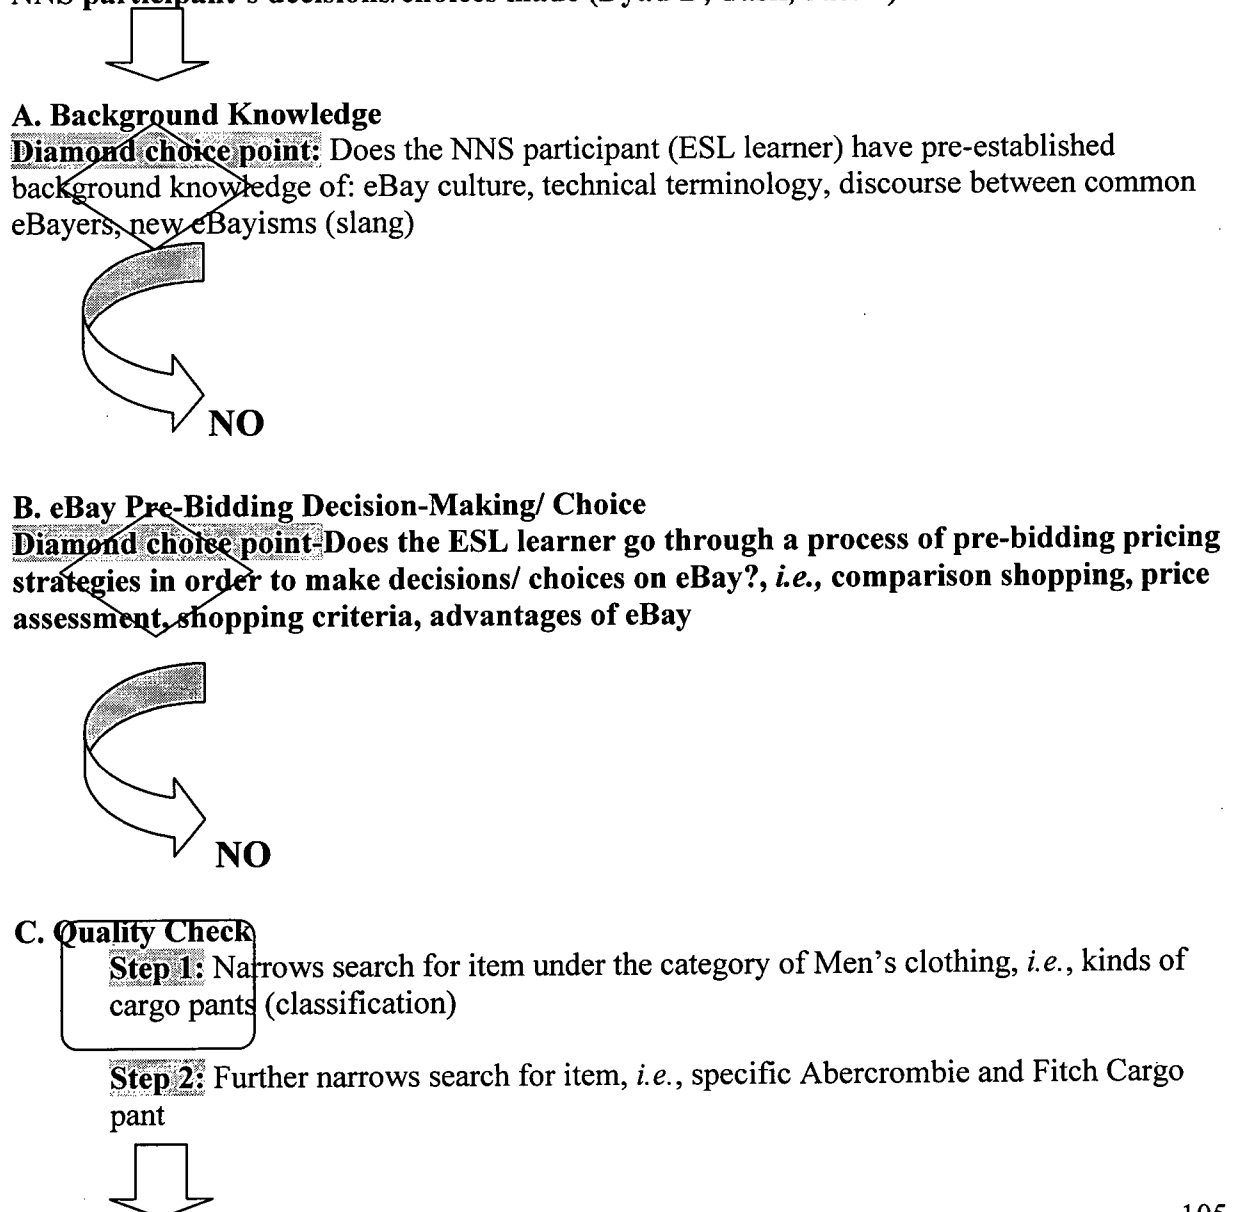 A. Background Knowledge
Diamond choice point: Does the NNS participant (ESL learner) have pre-established
background knowledge of: eBay culture, technical terminology, discourse between common
eBayers, new eBayisms (slang)
NO
B. eBay Pre-Bidding Decision-Making/ Choice
Diamond choice point-Does the ESL learner go through a process of pre-bidding pricing
strategies in order to make decisions/ choices on eBay?, i.e., comparison shopping, price
assessment, shopping criteria, advantages of eBay
NO
C. Quality Check
Step 1: Narrows search for item under the category of Men's clothing, i.e., kinds of
cargo pants (classification)
Step 2: Further narrows search for item, i.e., specific Abercrombie and Fitch Cargo
pant